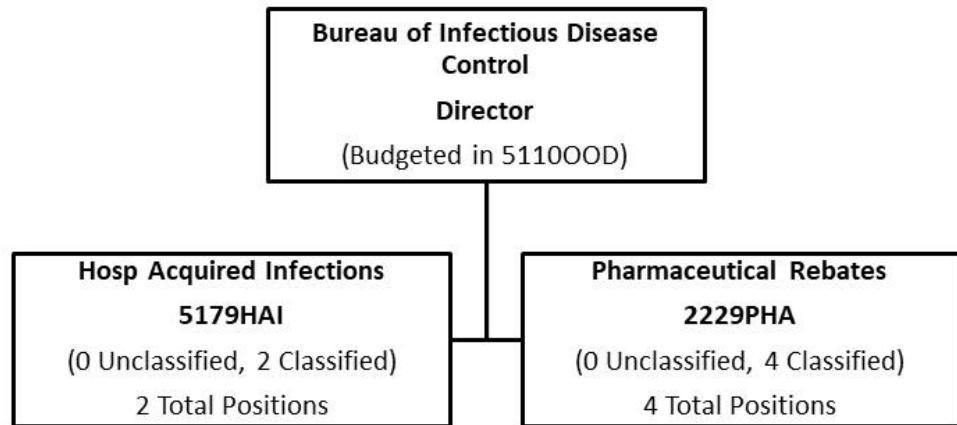 Bureau of Infectious Disease
Control
Director
(Budgeted in 5110OOD)
Hosp Acquired Infections
5179HAI
(0 Unclassified, 2 Classified)
2 Total Positions
Pharmaceutical Rebates
2229PHA
(0 Unclassified, 4 Classified)
4 Total Positions